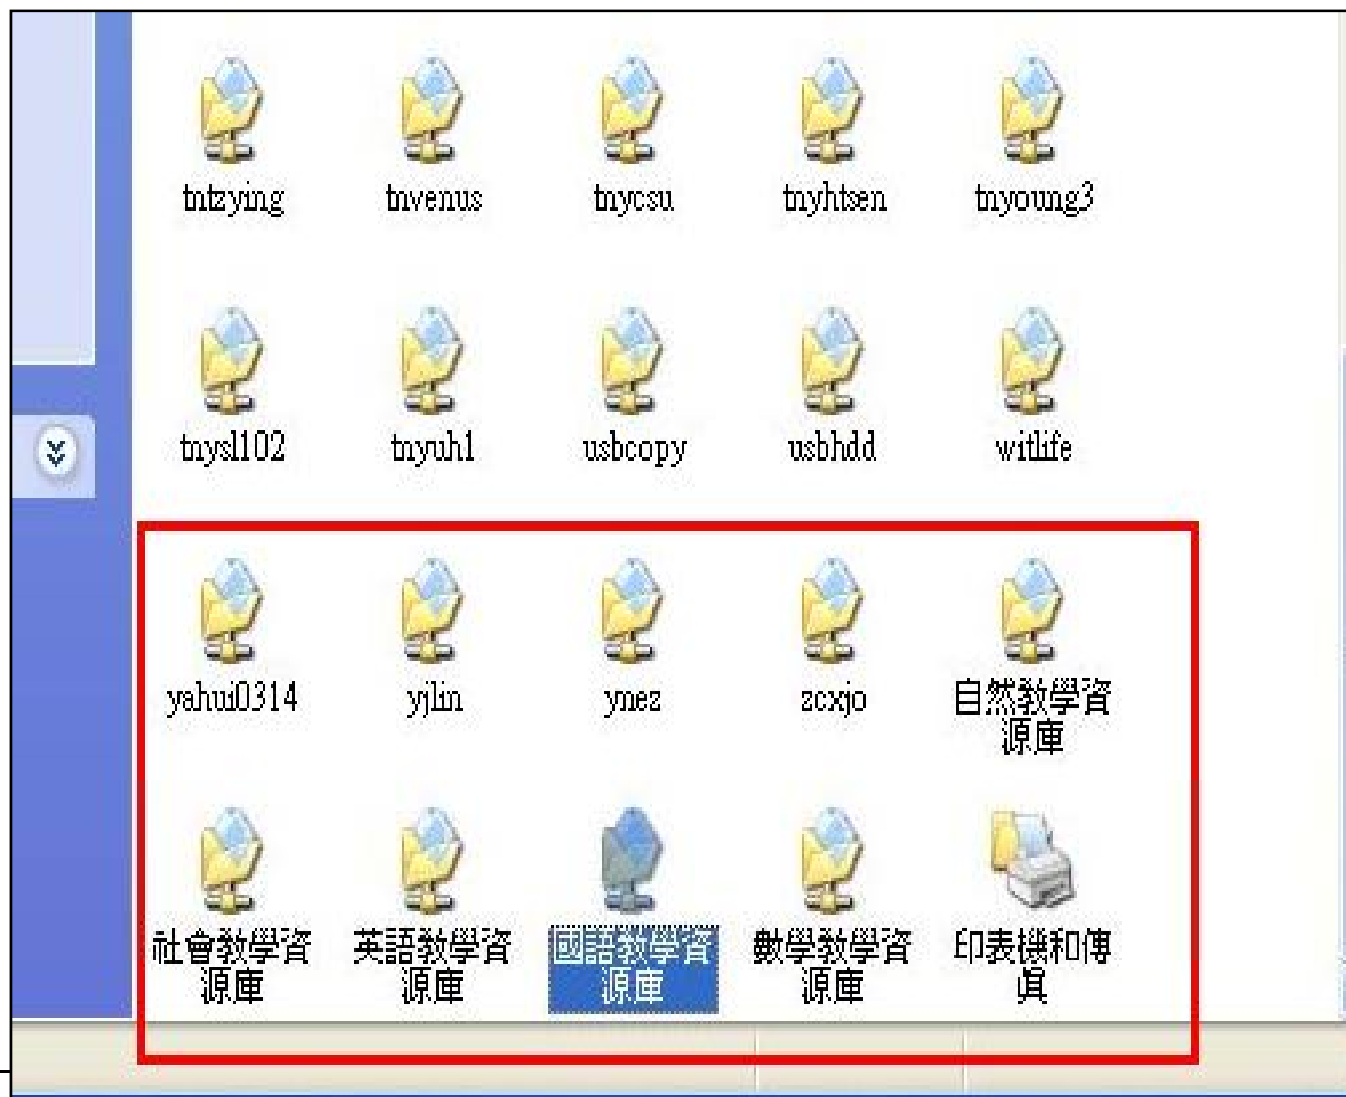 tntzying tnvenus tnycsu tnyhtsen tnyoung3
tnysl102 tnyuh1 usbcopy usbhdd witlife
yahui0314 yjlin ynez zcxjo 自然教學資
源庫
社會教學資 英語教學資 國語教學資 數學教學資 印表機和傳
源庫 源庫 源庫 源庫 真